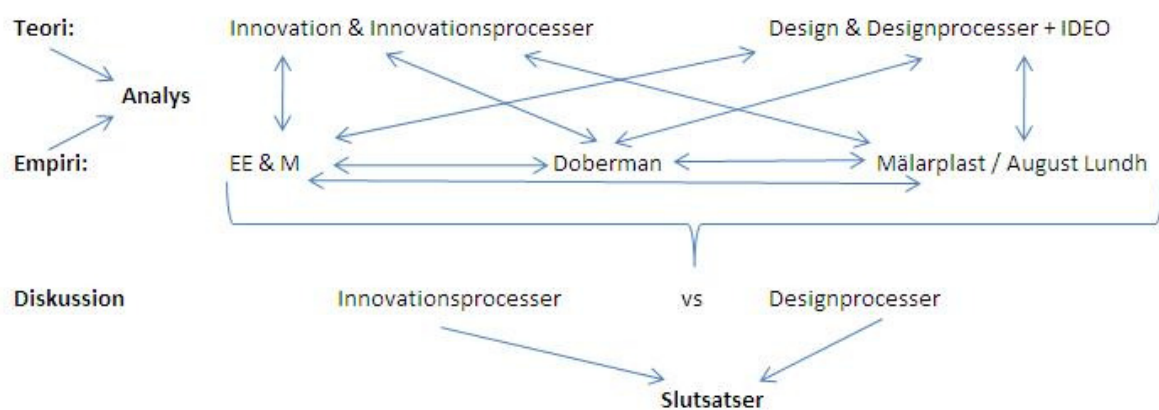 Teori: Innovation & Innovationsprocesser Design & Designprocesser + IDEO
Analys
Empiri: EE & M Doberman Mälarplast / August Lundh
Diskussion Innovationsprocesser vs Designprocesser
Slutsatser